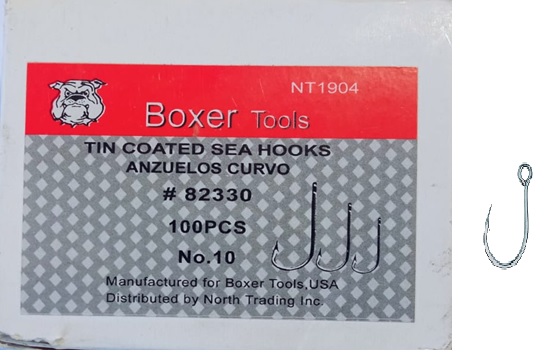 NT1904
Boxer Tools
TIN COATED SEA HOOKS
ANZUELOS CURVO
# 82330
100PCS
No.10
Manufactured for Boxer Tools,USA
Distributed by North Trading Inc.